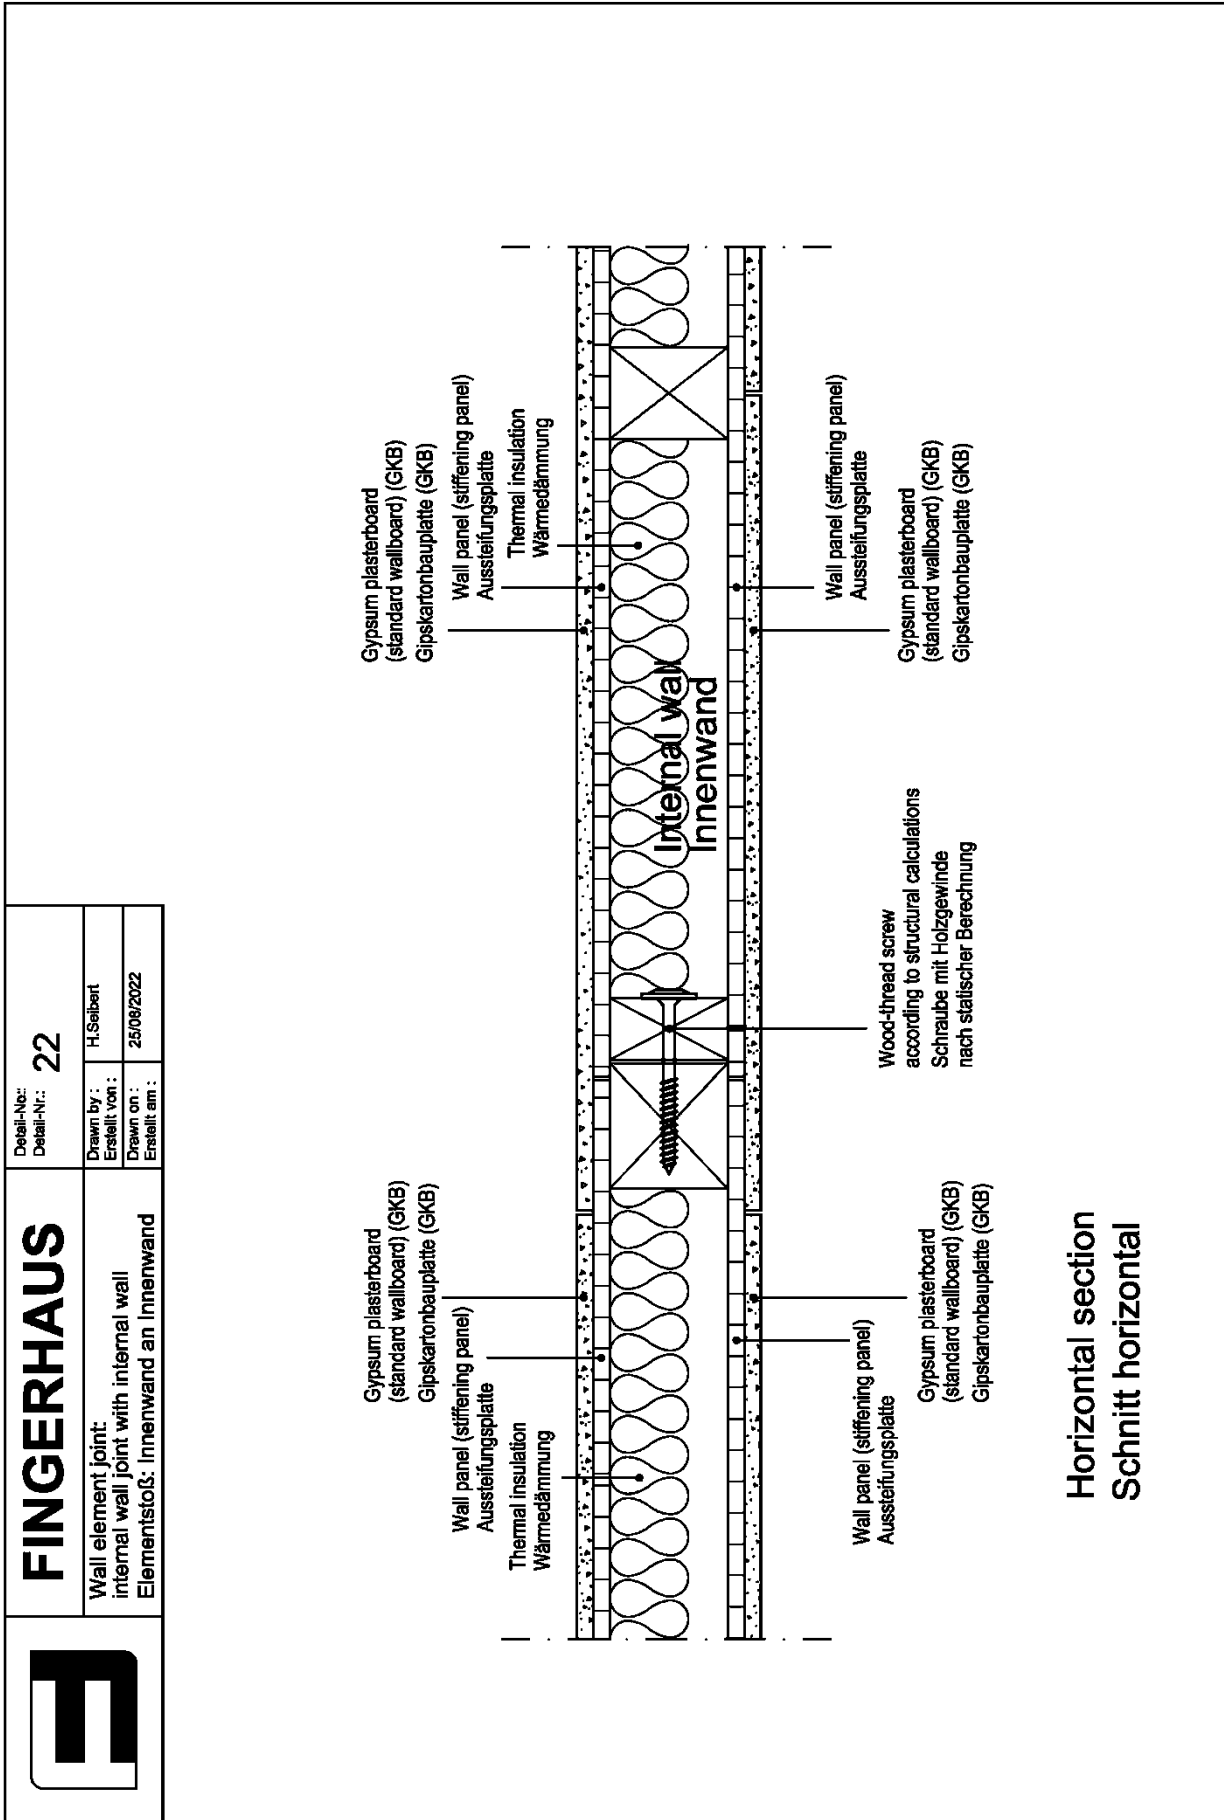 FINGERHAUS
Detail-No.:
Detail-Nr.:
22
Wall element joint:
internal wall joint with internal wall
Elementstoß: Innenwand an Innenwand
Drawn by :
Erstellt von :
H.Seibert
Drawn on :
Erstellt am :
25/08/2022
Gypsum plasterboard
(standard wallboard) (GKB)
Gipskartonbauplatte (GKB)
Wall panel (stiffening panel)
Aussteifungsplatte
Thermal insulation
Wärmedämmung
Gypsum plasterboard
(standard wallboard) (GKB)
Gipskartonbauplatte (GKB)
Wall panel (stiffening panel)
Aussteifungsplatte
Thermal insulation
Wärmedämmung
Internal wall
Innenwand
Wall panel (stiffening panel)
Aussteifungsplatte
Gypsum plasterboard
(standard wallboard) (GKB)
Gipskartonbauplatte (GKB)
Wood-thread screw
according to structural calculations
Schraube mit Holzgewinde
nach statischer Berechnung
Wall panel (stiffening panel)
Aussteifungsplatte
Gypsum plasterboard
(standard wallboard) (GKB)
Gipskartonbauplatte (GKB)
Horizontal section
Schnitt horizontal